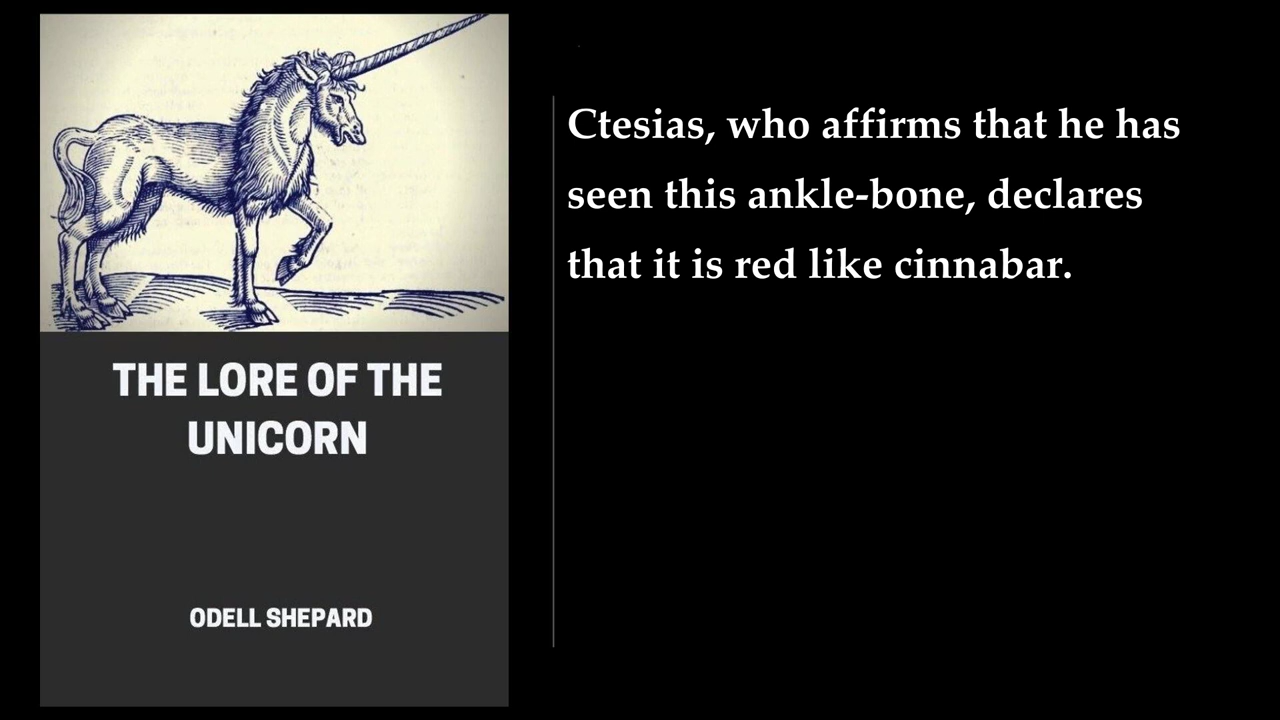 THE LORE OF THE
UNICORN
ODELL SHEPARD
Ctesias, who affirms that he has
seen this ankle-bone, declares
that it is red like cinnabar.